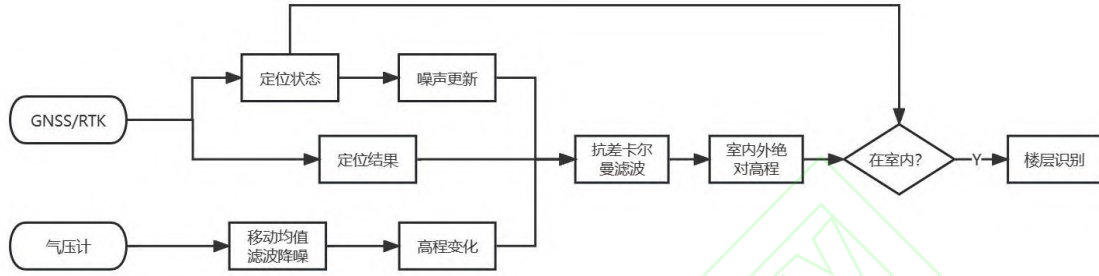 定位状态
噪声更新
GNSS/RTK
定位结果
抗差卡尔
曼滤波
室内外绝
对高程
在室内?
Y
楼层识别
气压计
移动均值
滤波降噪
高程变化